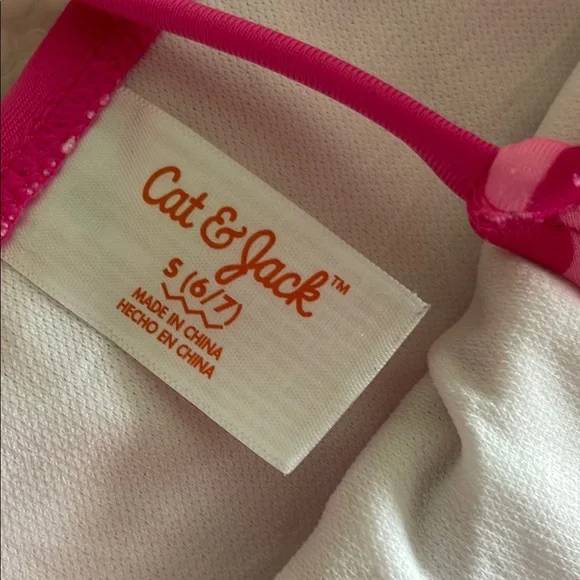 Cat & Jack™
S (6/7)
MADE IN CHINA
HECHO EN CHINA